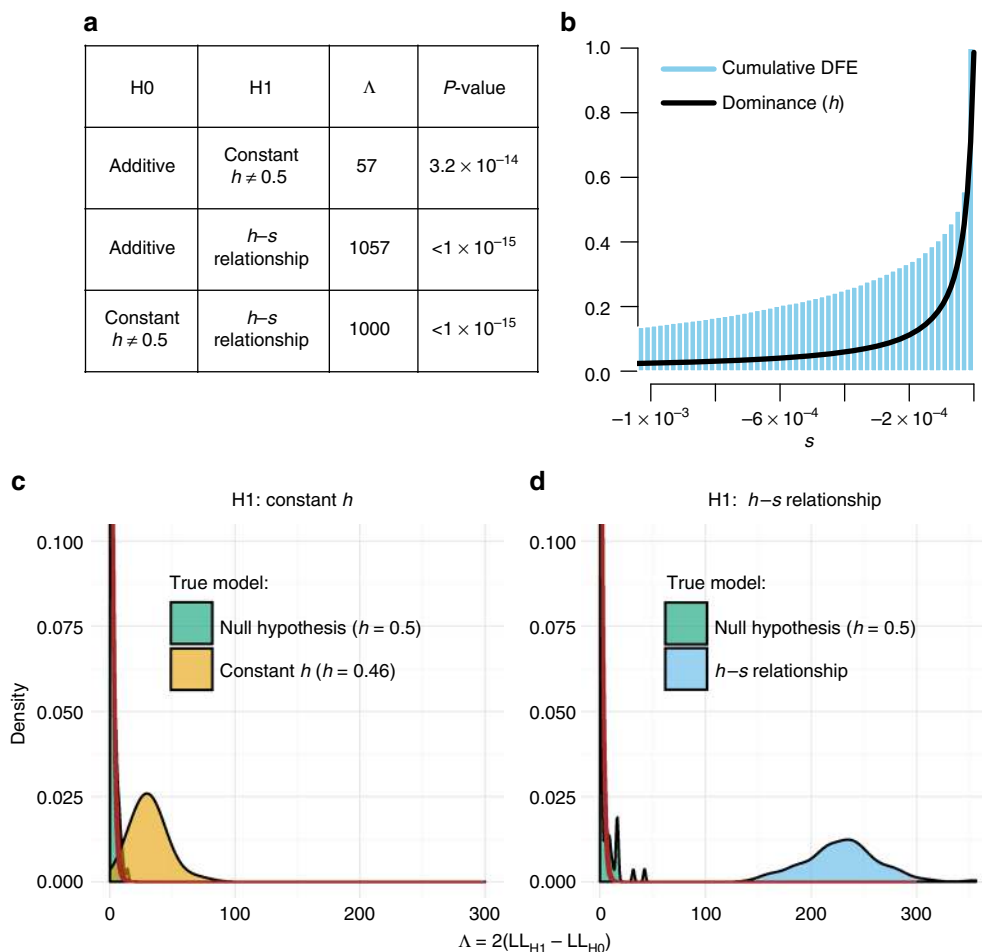 a
H0 H1 Λ P-value
Additive Constant h ≠ 0.5 57 3.2 × 10⁻¹⁴
Additive h–s relationship 1057 <1 × 10⁻¹⁵
Constant h ≠ 0.5 h–s relationship 1000 <1 × 10⁻¹⁵
b
1.0
0.8
0.6
0.4
0.2
0.0
Cumulative DFE
Dominance (h)
–1 × 10⁻³ –6 × 10⁻⁴ –2 × 10⁻⁴
s
c
H1: constant h
Density
0.100
0.075
0.050
0.025
0.000
True model:
Null hypothesis (h = 0.5)
Constant h (h = 0.46)
0 100 200 300
d
H1: h–s relationship
0.100
0.075
0.050
0.025
0.000
True model:
Null hypothesis (h = 0.5)
h–s relationship
0 100 200 300
Λ = 2(LL_H1 – LL_H0)